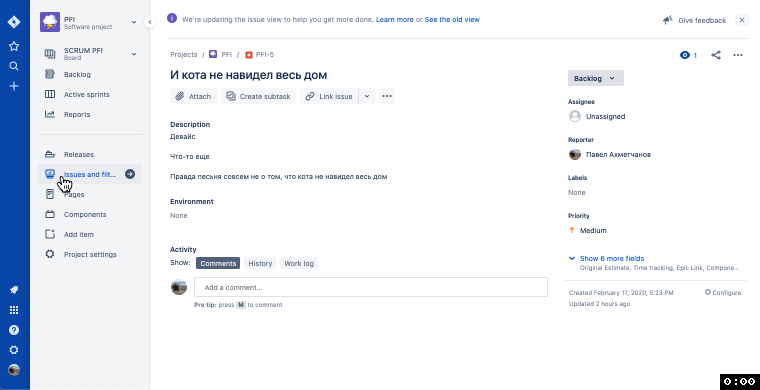 PFI
Software project
SCRUM PFI
Board
Backlog
Active sprints
Reports
Releases
Issues and filt...
Pages
Components
Add item
Project settings
We're updating the issue view to help you get more done. Learn more or See the old view
Give feedback
Projects / PFI / PFI-5
1
И кота не навидел весь дом
Attach
Create subtask
Link issue
Description
Девайс
Что-то еще
Правда песьня совсем не о том, что кота не навидел весь дом
Environment
None
Activity
Show: Comments History Work log
Add a comment...
Pro tip: press M to comment
Backlog
Assignee
Unassigned
Reporter
Павел Ахметчанов
Labels
None
Priority
Medium
Show 6 more fields
Original Estimate, Time tracking, Epic Link, Compone...
Created February 17, 2020, 5:23 PM
Updated 2 hours ago
Configure
0:00